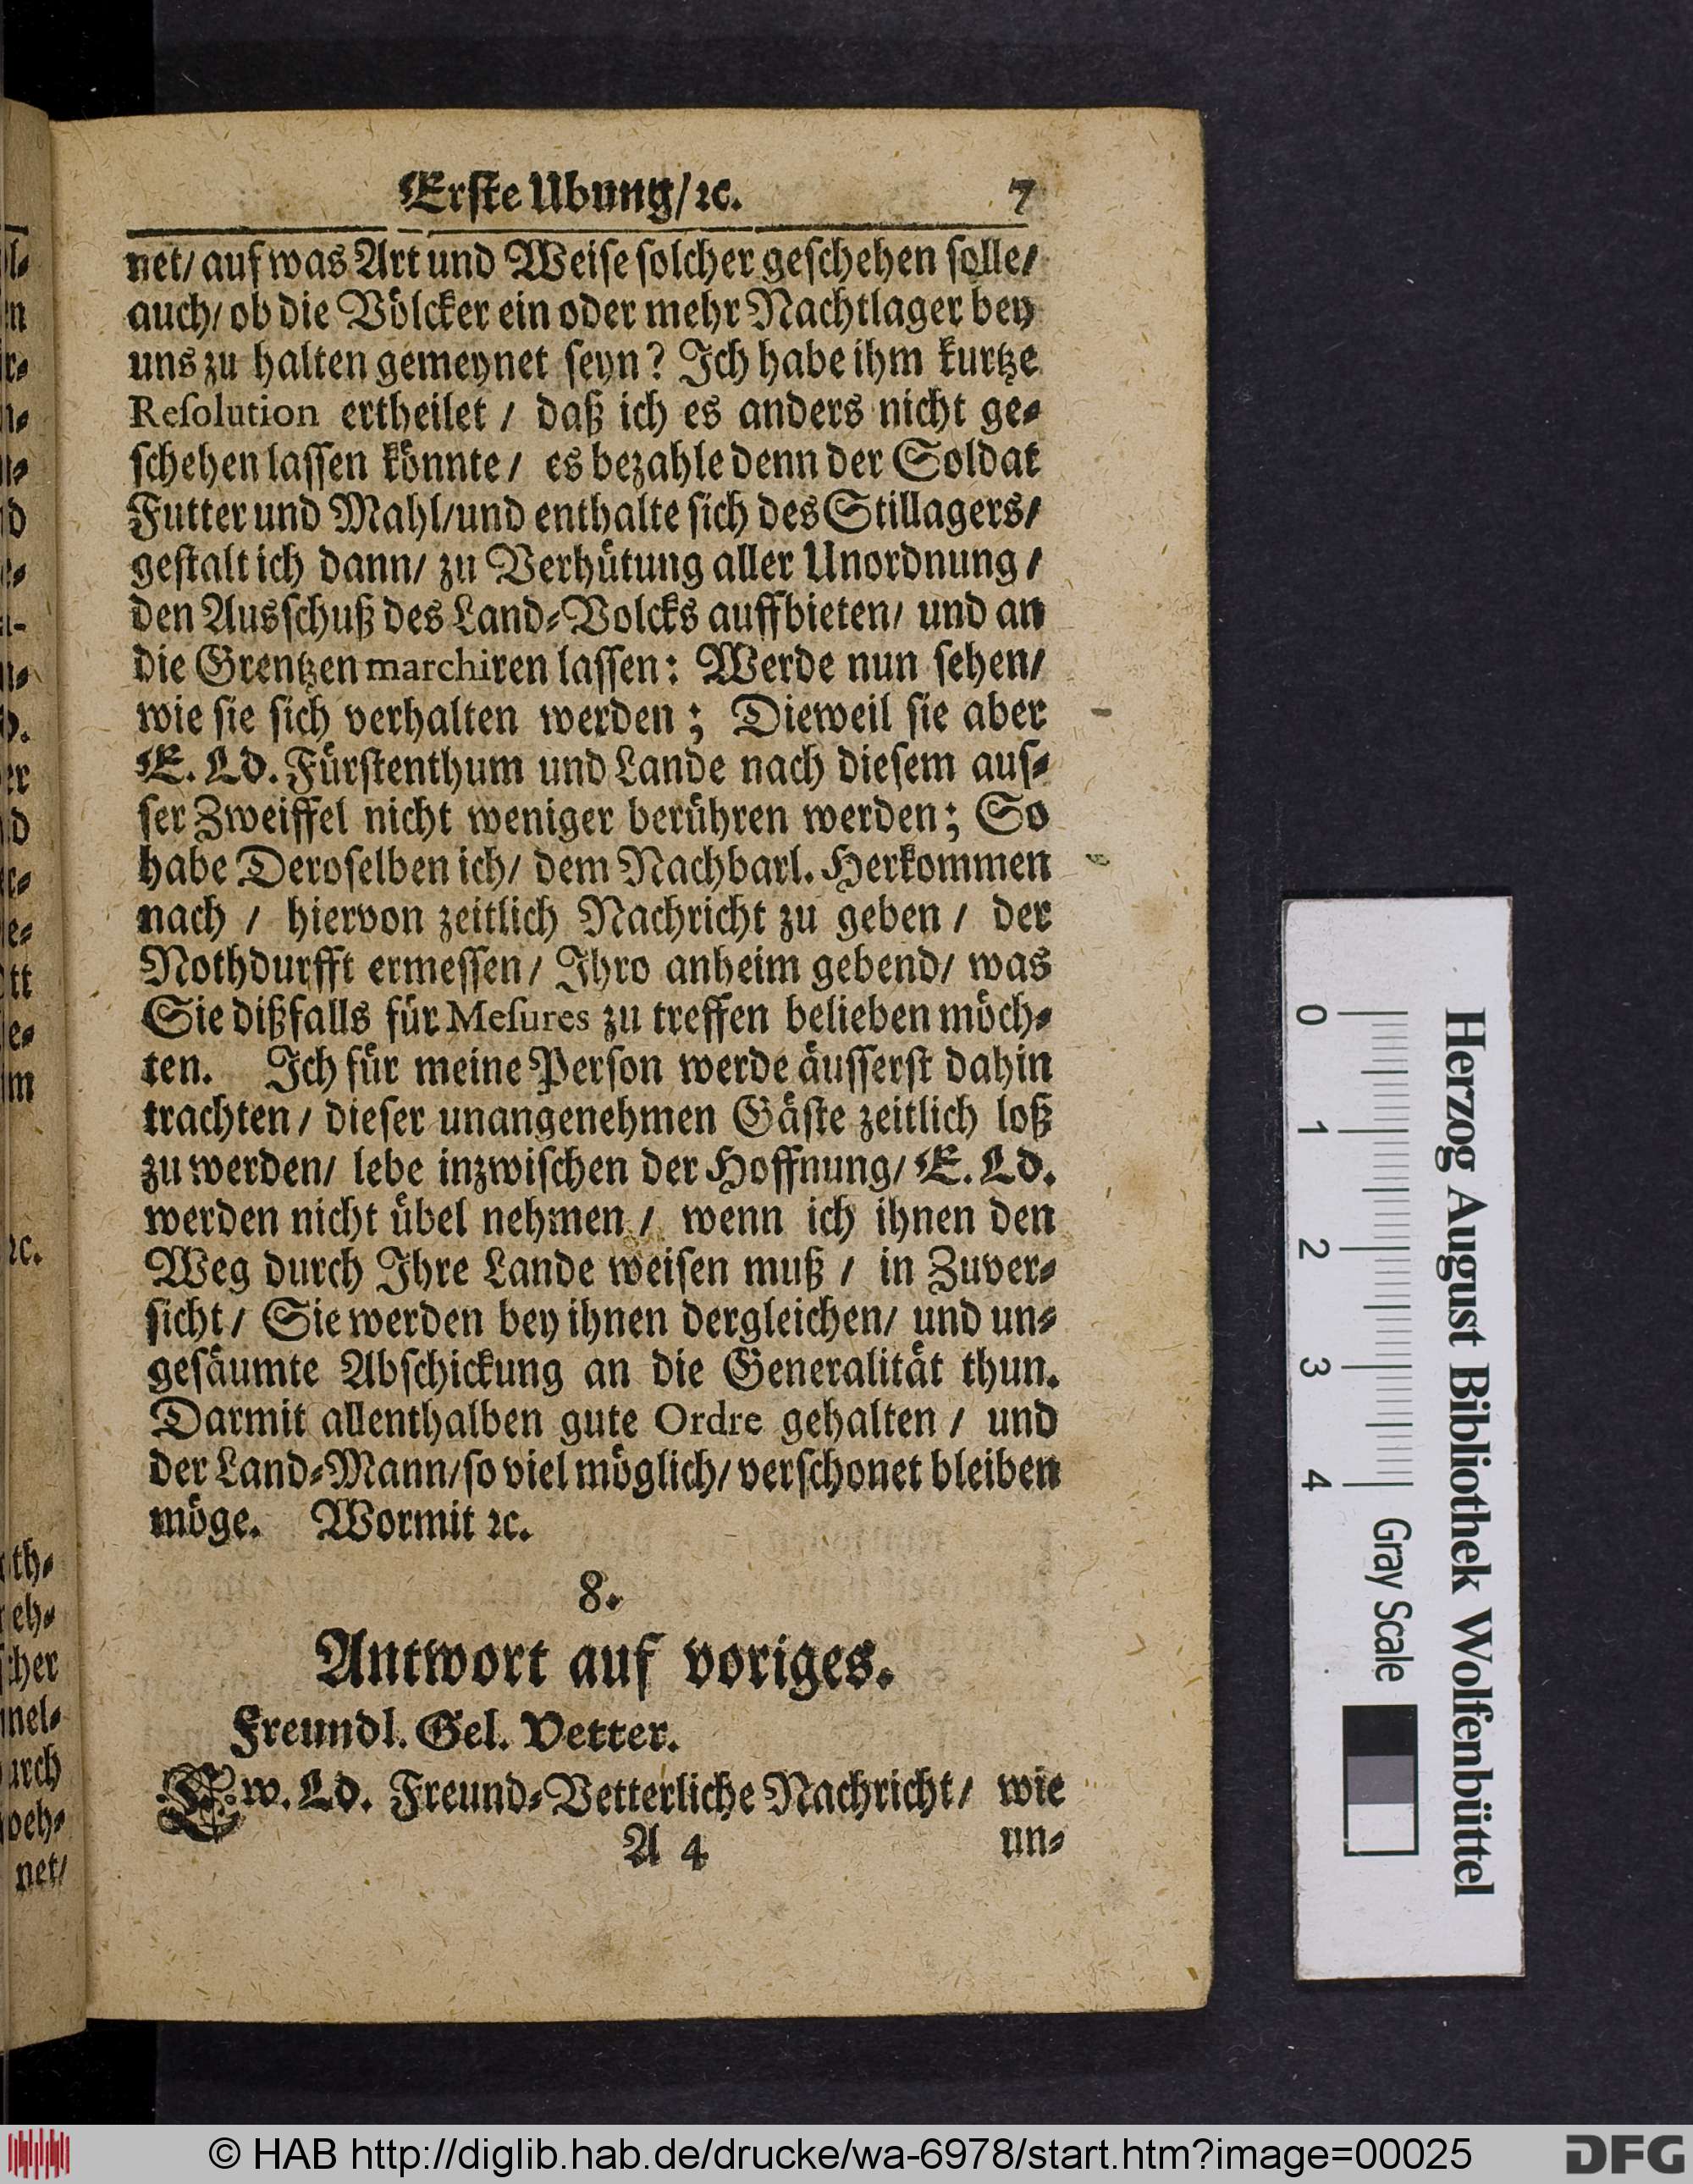 Erste Ubung/ꝛc. 7
net/ auf was Art und Weise solcher geschehen solle/
auch/ ob die Völcker ein oder mehr Nachtlager bey
uns zu halten gemeynet seyn? Ich habe ihm kurtze
Resolution ertheilet / daß ich es anders nicht ge-
schehen lassen könnte/ es bezahle denn der Soldat
Futter und Mahl/und enthalte sich des Stillagers/
gestalt ich dann/ zu Verhütung aller Unordnung /
den Ausschuß des Land-Volcks auffbieten/ und an
die Grentzen marchiren lassen: Werde nun sehen/
wie sie sich verhalten werden; Dieweil sie aber
E. Ld. Fürstenthum und Lande nach diesem aus-
ser Zweiffel nicht weniger berühren werden; So
habe Deroselben ich/ dem Nachbarl. Herkommen
nach / hiervon zeitlich Nachricht zu geben / der
Nothdurfft ermessen/ Ihro anheim gebend/ was
Sie dißfalls für Mesures zu treffen belieben möch-
ten. Ich für meine Person werde äusserst dahin
trachten/ dieser unangenehmen Gäste zeitlich loß
zu werden/ lebe inzwischen der Hoffnung/ E. Ld.
werden nicht übel nehmen / wenn ich ihnen den
Weg durch Ihre Lande weisen muß / in Zuver-
sicht/ Sie werden bey ihnen dergleichen/ und un-
gesäumte Abschickung an die Generalität thun.
Darmit allenthalben gute Ordre gehalten / und
der Land-Mann/so viel möglich/ verschonet bleiben
möge. Wormit ꝛc.
8.
Antwort auf voriges.
Freundl. Gel. Vetter.
Ew. Ld. Freund-Vetterliche Nachricht/ wie
A 4 un-
Herzog August Bibliothek Wolfenbüttel
0 1 2 3 4 Gray Scale
© HAB http://diglib.hab.de/drucke/wa-6978/start.htm?image=00025
DFG